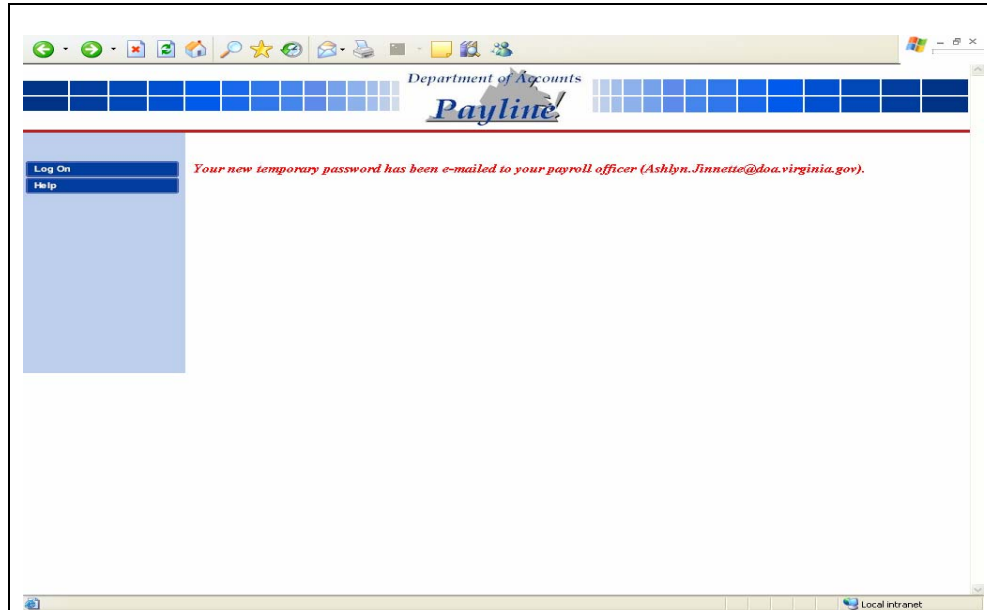 Department of Accounts
Payline
Log On
Help
Your new temporary password has been e-mailed to your payroll officer (Ashlyn.Jinnette@doa.virginia.gov).
Local intranet